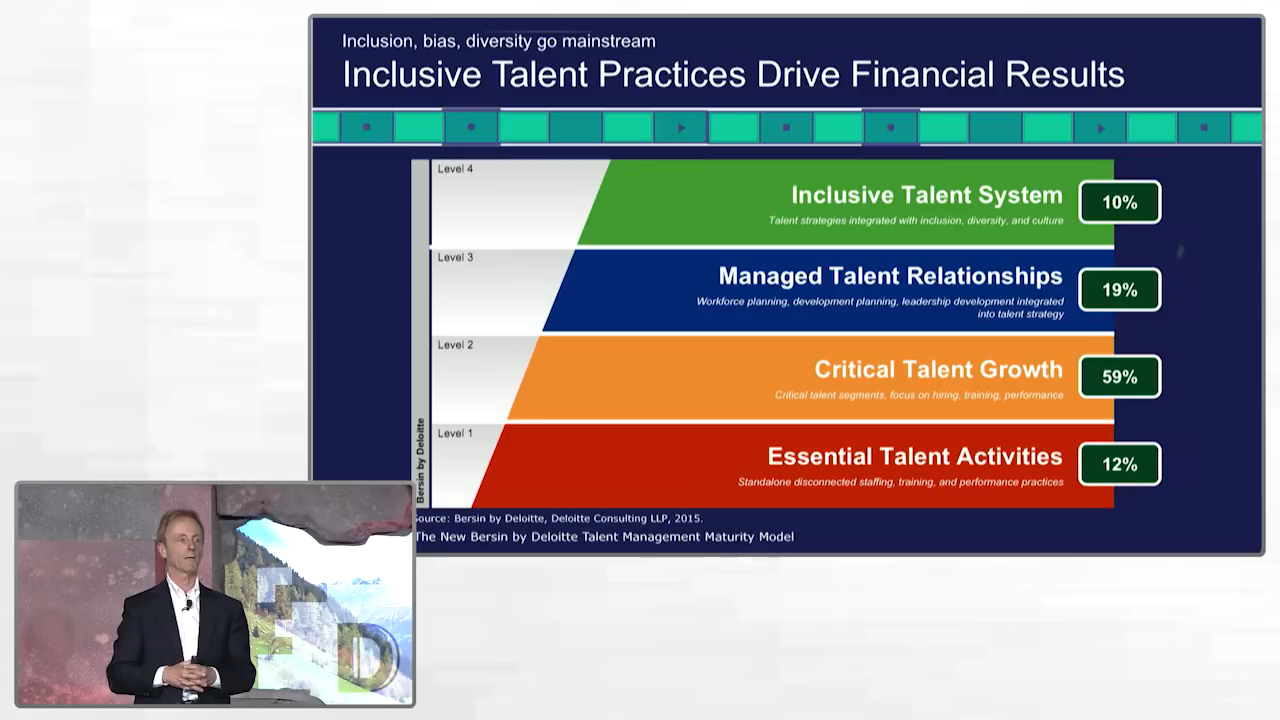 Inclusion, bias, diversity go mainstream
Inclusive Talent Practices Drive Financial Results
Level 4
Inclusive Talent System
Talent strategies integrated with inclusion, diversity, and culture
10%
Level 3
Managed Talent Relationships
Workforce planning, development planning, leadership development integrated
into talent strategy
19%
Level 2
Critical Talent Growth
Critical talent segments, focus on hiring, training, performance
59%
Level 1
Essential Talent Activities
Standalone disconnected staffing, training, and performance practices
12%
Bersin by Deloitte
Source: Bersin by Deloitte, Deloitte Consulting LLP, 2015.
The New Bersin by Deloitte Talent Management Maturity Model
D